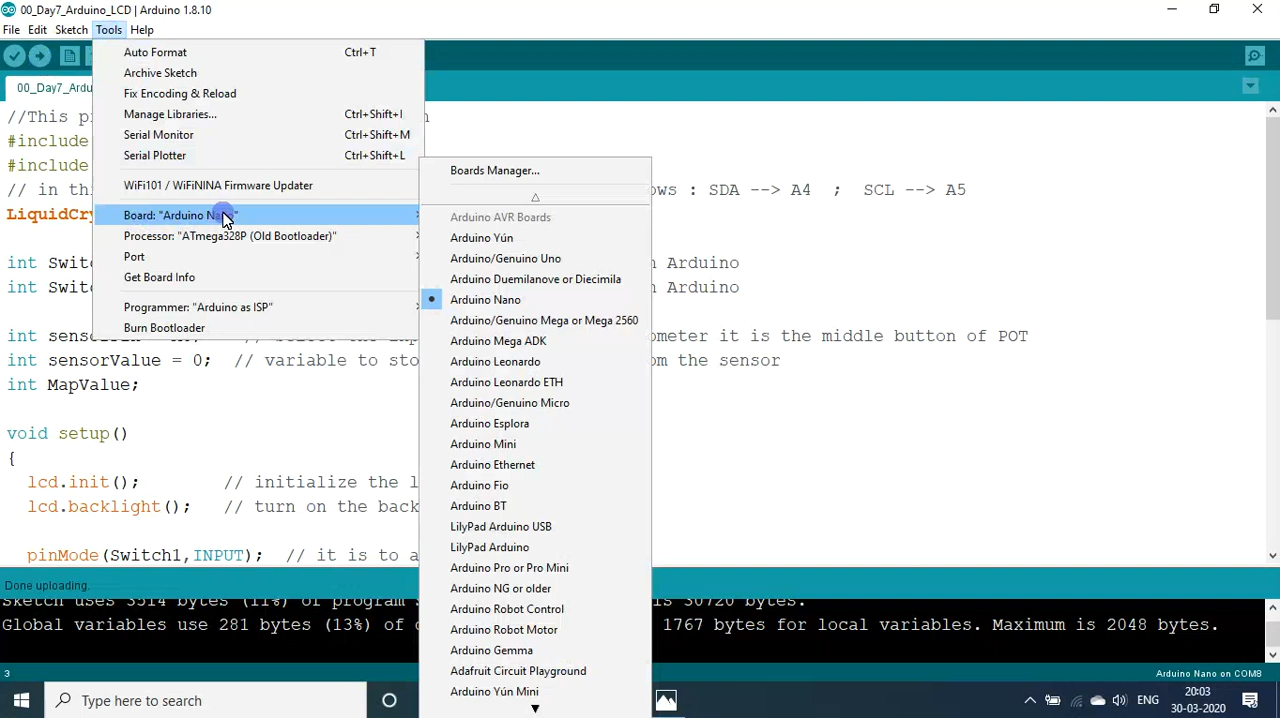 00_Day7_Arduino_LCD | Arduino 1.8.10
File Edit Sketch Tools Help
00_Day7_Ardu
Auto Format Ctrl+T
Archive Sketch
Fix Encoding & Reload
Manage Libraries... Ctrl+Shift+I
Serial Monitor Ctrl+Shift+M
Serial Plotter Ctrl+Shift+L
WiFi101 / WiFiNINA Firmware Updater
Board: "Arduino Nano"
Processor: "ATmega328P (Old Bootloader)"
Port
Get Board Info
Programmer: "Arduino as ISP"
Burn Bootloader
Boards Manager...
Arduino AVR Boards
Arduino Yún
Arduino/Genuino Uno
Arduino Duemilanove or Diecimila
Arduino Nano
Arduino/Genuino Mega or Mega 2560
Arduino Mega ADK
Arduino Leonardo
Arduino Leonardo ETH
Arduino/Genuino Micro
Arduino Esplora
Arduino Mini
Arduino Ethernet
Arduino Fio
Arduino BT
LilyPad Arduino USB
LilyPad Arduino
Arduino Pro or Pro Mini
Arduino NG or older
Arduino Robot Control
Arduino Robot Motor
Arduino Gemma
Adafruit Circuit Playground
Arduino Yún Mini
//This p
#include
#include
// in th ows : SDA --> A4 ; SCL --> A5
LiquidCry
int Swit n Arduino
int Swit n Arduino
int ometer it is the middle button of POT
int sensorValue = 0; // variable to sto om the sensor
int MapValue;
void setup()
{
lcd.init(); // initialize the l
lcd.backlight(); // turn on the back
pinMode(Switch1,INPUT); // it is to a
Done uploading.
Sketch uses 3514 bytes (11%) of program s is 30720 bytes.
Global variables use 281 bytes (13%) of 1767 bytes for local variables. Maximum is 2048 bytes.
3 Arduino Nano on COM8
Type here to search
ENG
20:03
30-03-2020